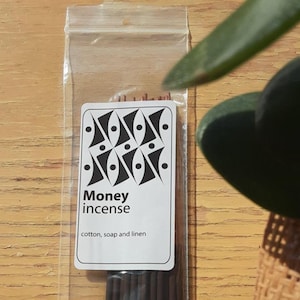 Money
incense
cotton, soap and linen